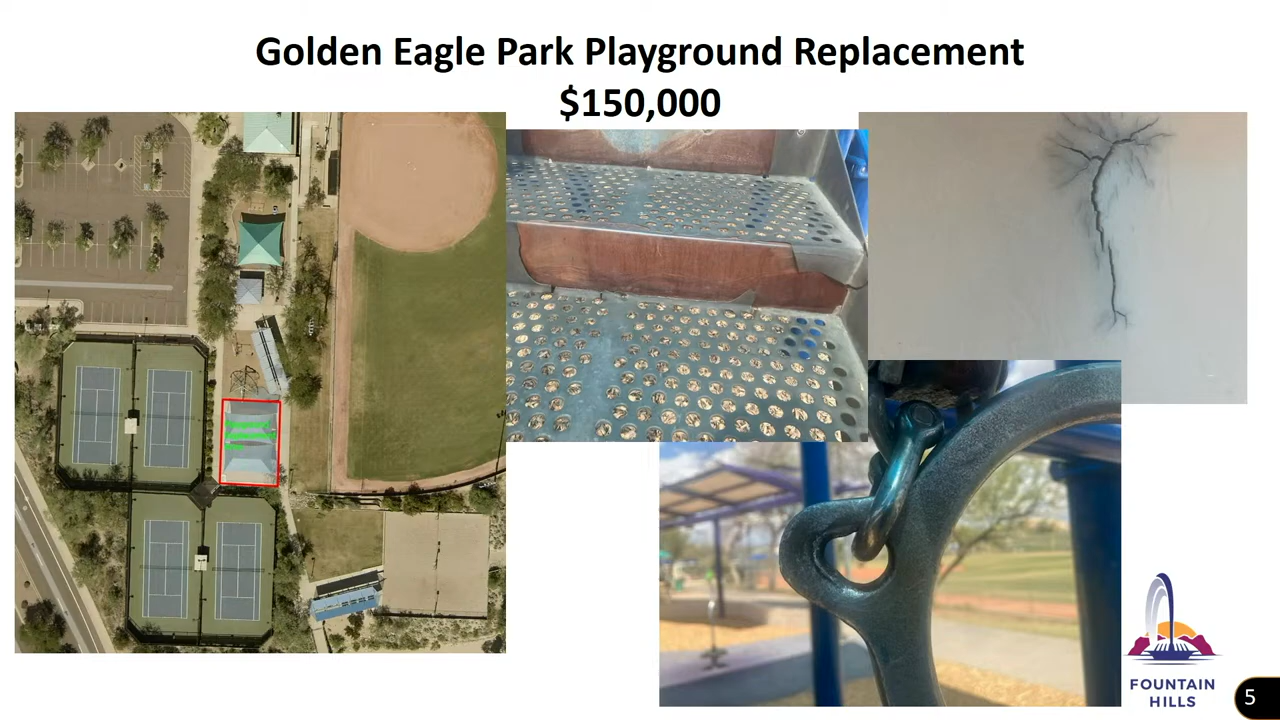 Golden Eagle Park Playground Replacement
$150,000
FOUNTAIN
HILLS
5